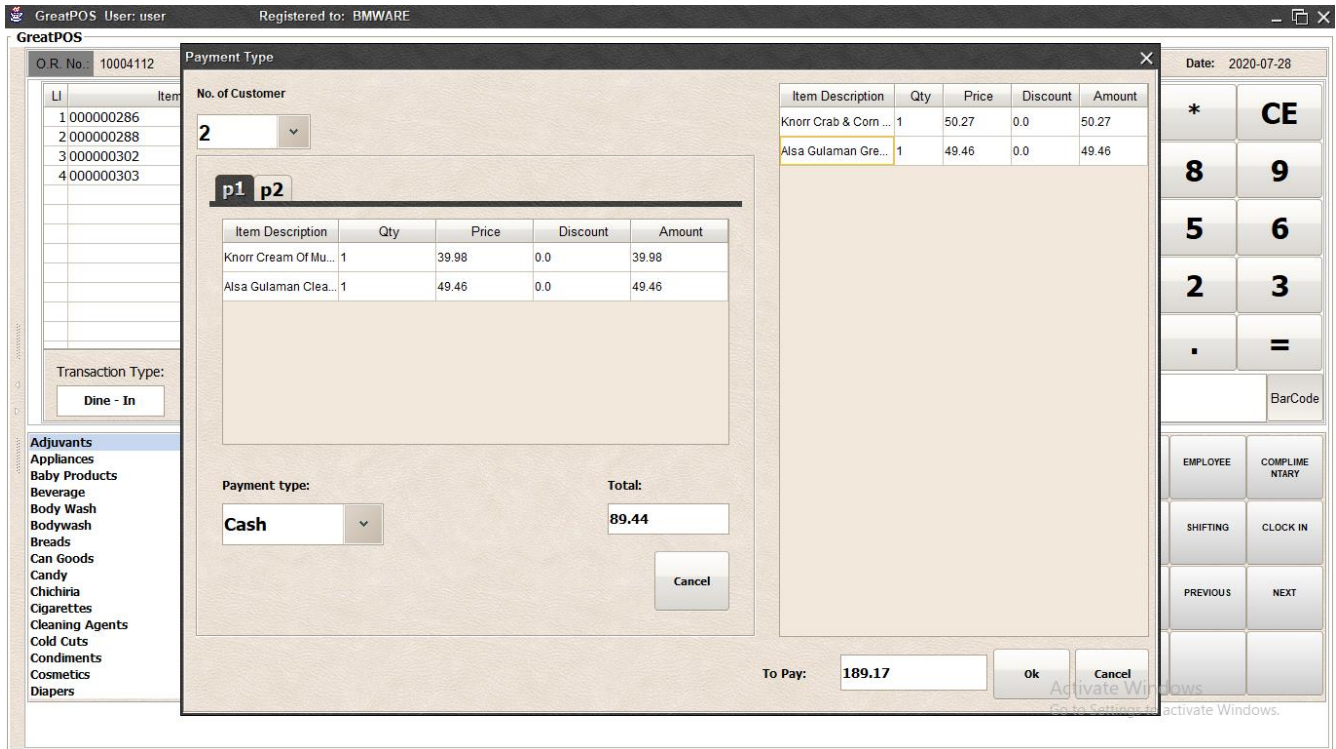 GreatPOS User: user Registered to: BMWARE
GreatPOS
O.R. No.: 10004112
Date: 2020-07-28
LI Item
1 000000286
2 000000288
3 000000302
4 000000303
Transaction Type:
Dine - In
Adjuvants
Appliances
Baby Products
Beverage
Body Wash
Bodywash
Breads
Can Goods
Candy
Chichiria
Cigarettes
Cleaning Agents
Cold Cuts
Condiments
Cosmetics
Diapers
Payment Type
No. of Customer
2
p1 p2
Item Description Qty Price Discount Amount
Knorr Cream Of Mu... 1 39.98 0.0 39.98
Alsa Gulaman Clea... 1 49.46 0.0 49.46
Payment type:
Cash
Total:
89.44
Cancel
Item Description Qty Price Discount Amount
Knorr Crab & Corn ... 1 50.27 0.0 50.27
Alsa Gulaman Gre... 1 49.46 0.0 49.46
To Pay: 189.17 Ok Cancel
* CE
8 9
5 6
2 3
. =
BarCode
EMPLOYEE
COMPLIME
NTARY
SHIFTING CLOCK IN
PREVIOUS NEXT
Activate Windows
Go to Settings to activate Windows.